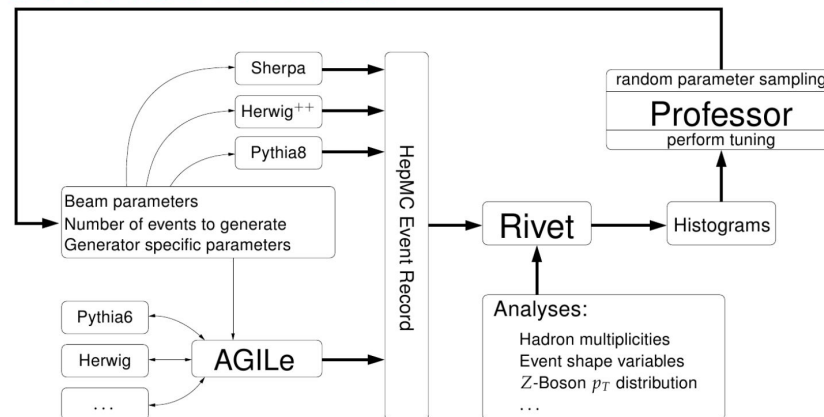 Sherpa
Herwig⁺⁺
Pythia8
Beam parameters
Number of events to generate
Generator specific parameters
Pythia6
Herwig
...
AGILe
HepMC Event Record
Rivet
Analyses:
Hadron multiplicities
Event shape variables
Z-Boson p_T distribution
...
Histograms
random parameter sampling
Professor
perform tuning